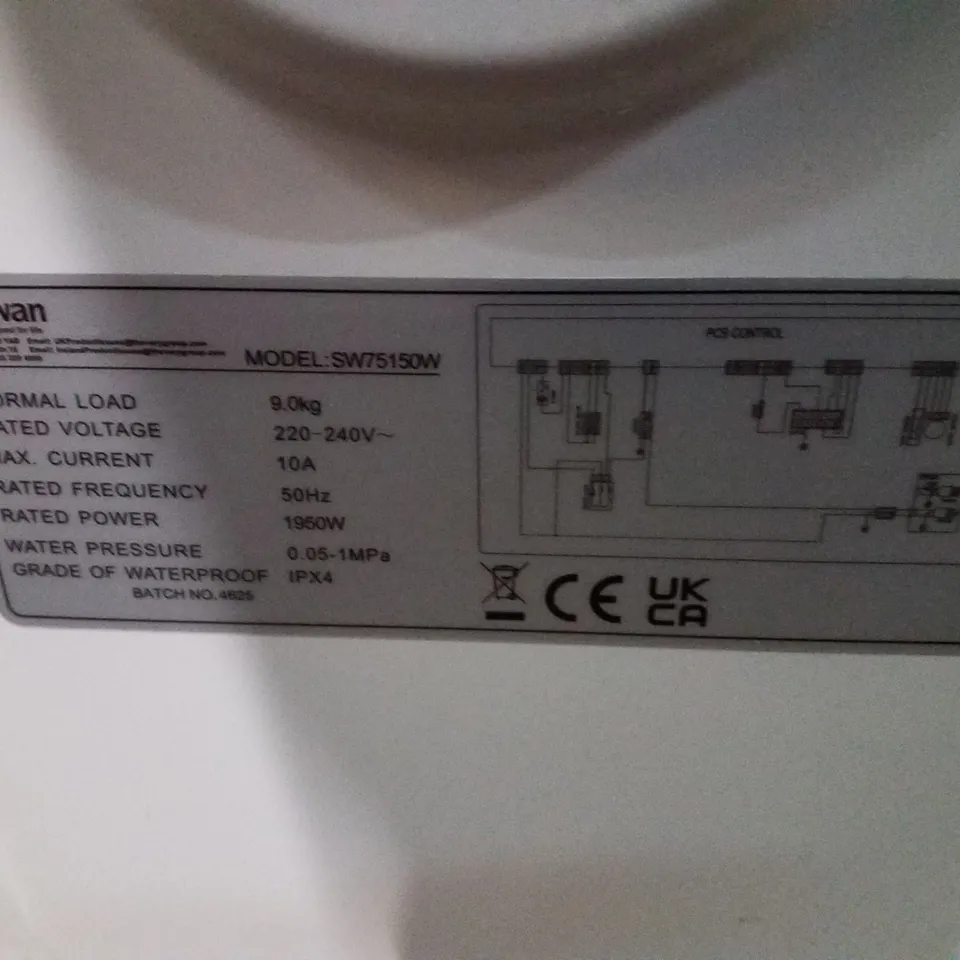 wan
MODEL:SW75150W
ORMAL LOAD 9.0kg
ATED VOLTAGE 220-240V~
AX. CURRENT 10A
RATED FREQUENCY 50Hz
RATED POWER 1950W
WATER PRESSURE 0.05-1MPa
GRADE OF WATERPROOF IPX4
BATCH NO.4625
PCB CONTROL
CE
UK
CA